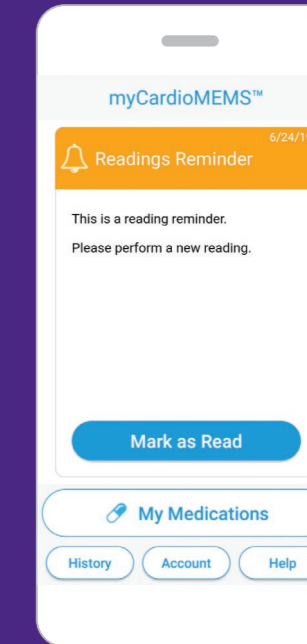 myCardioMEMS™
Readings Reminder
This is a reading reminder.
Please perform a new reading.
Mark as Read
My Medications
History
Account
Help